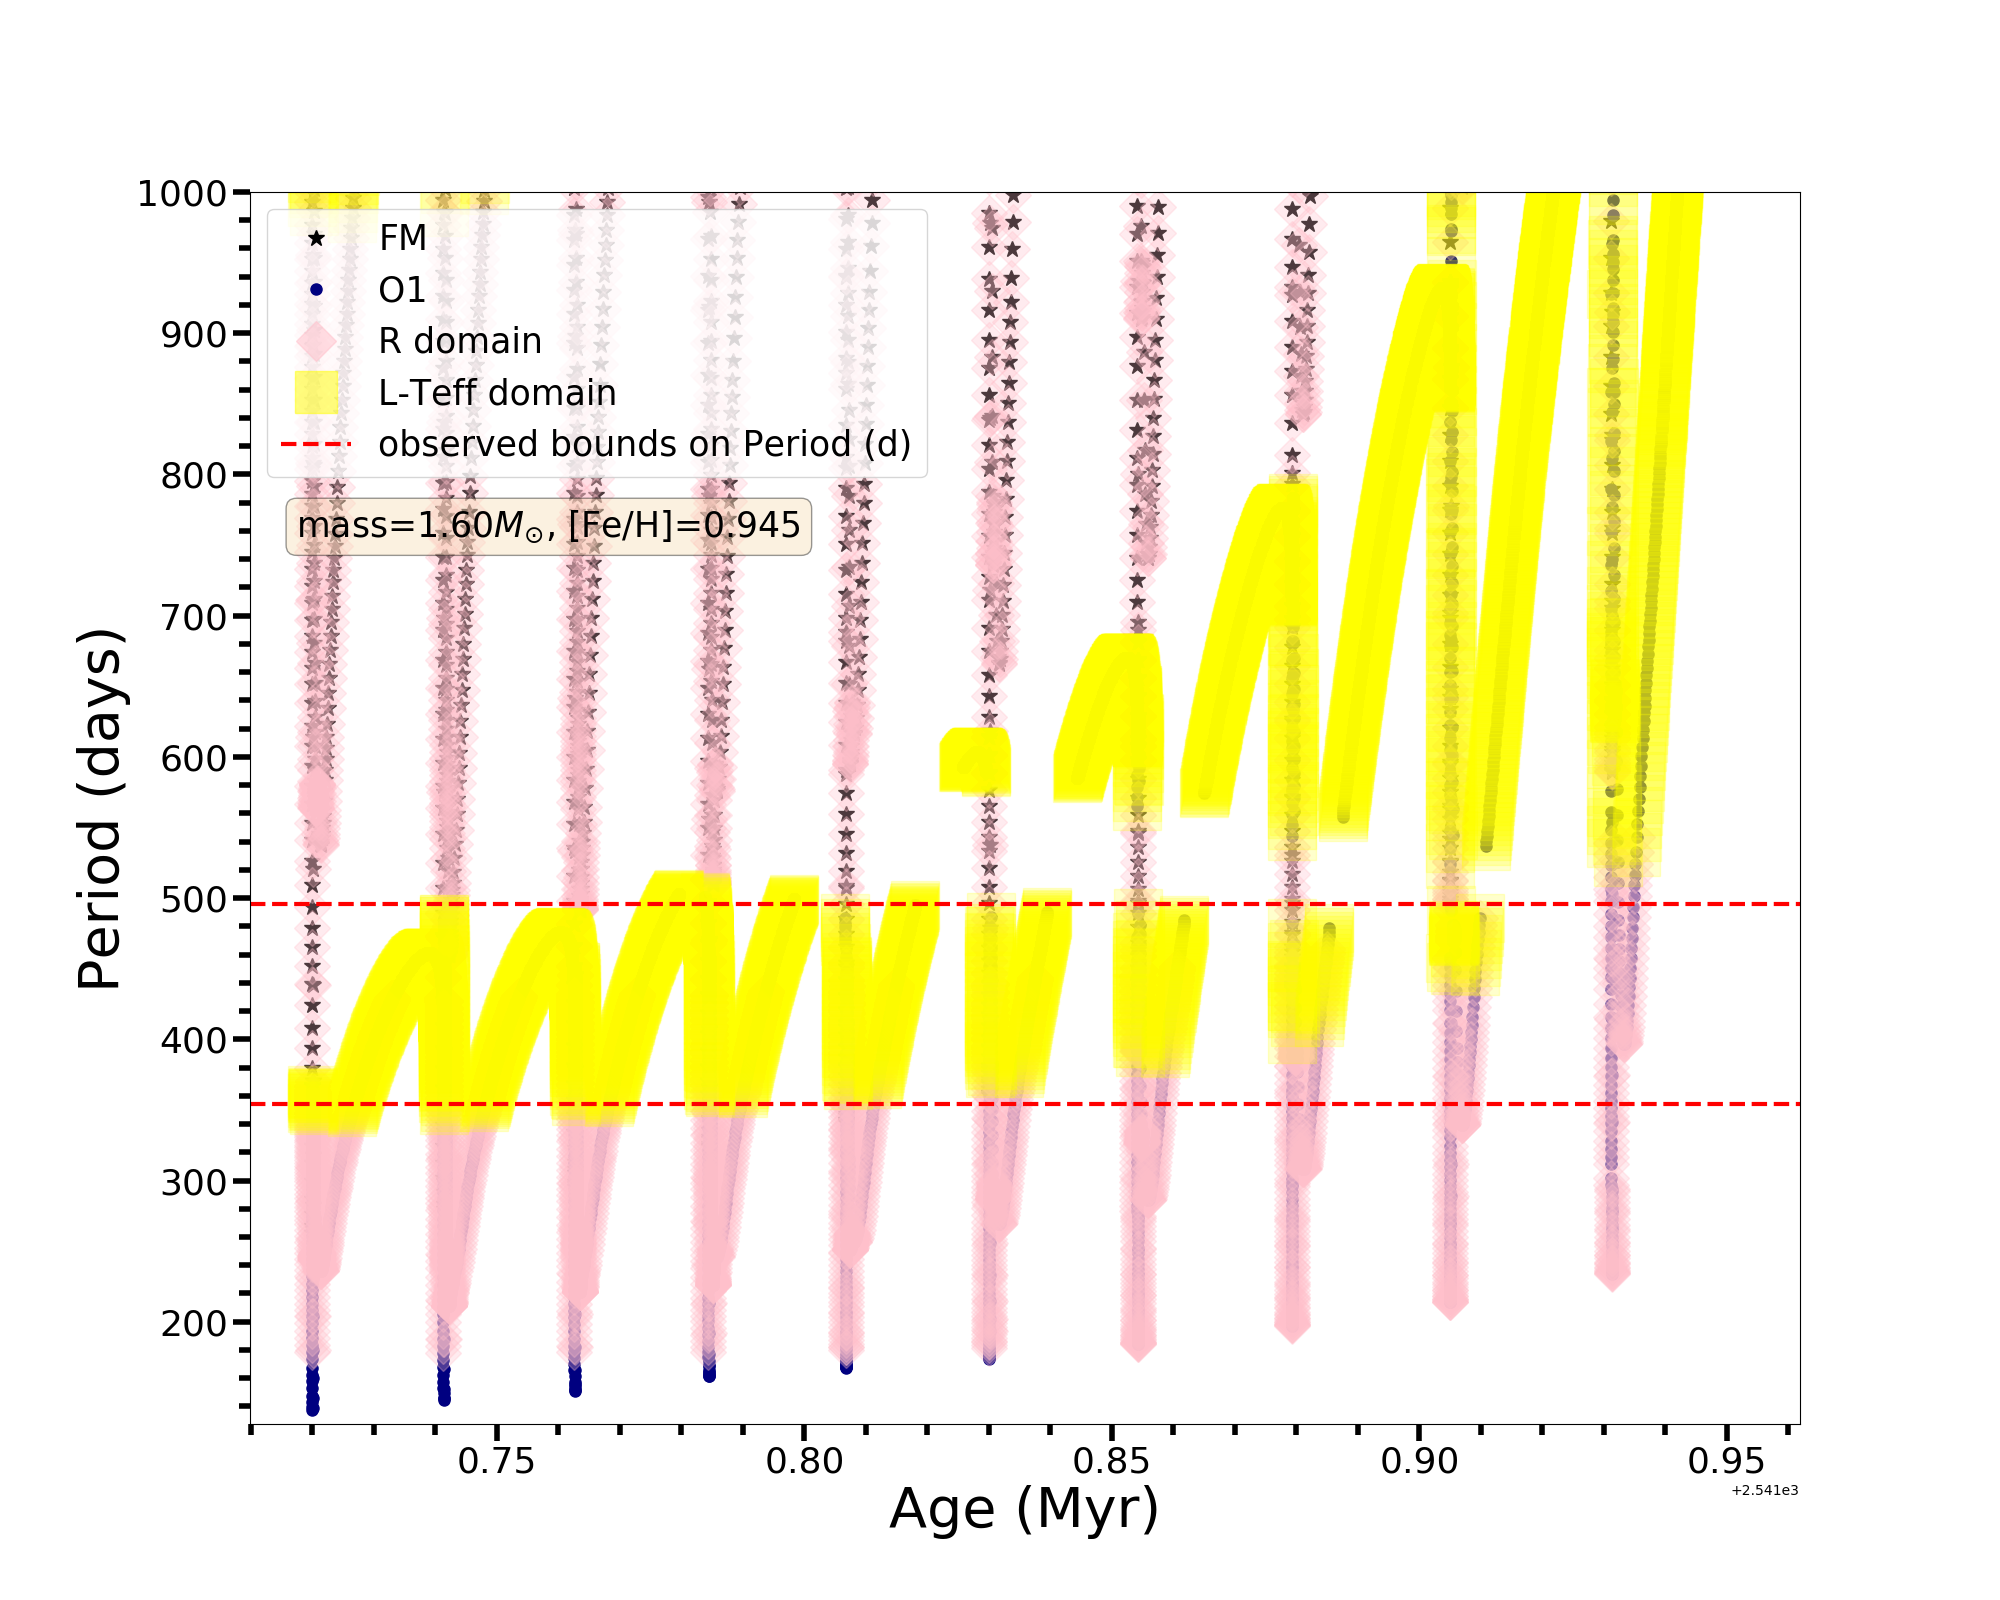 1000
900
800
700
600
500
400
300
200
Period (days)
FM
O1
R domain
L-Teff domain
observed bounds on Period (d)
mass=1.60M☉, [Fe/H]=0.945
0.75 0.80 0.85 0.90 0.95
+2.541e3
Age (Myr)